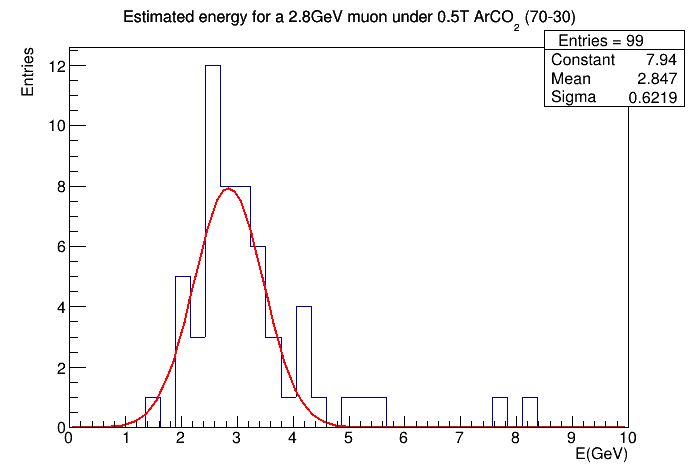 Estimated energy for a 2.8GeV muon under 0.5T ArCO2 (70-30)
Entries = 99
Constant 7.94
Mean 2.847
Sigma 0.6219
Entries
12
10
8
6
4
2
0
0 1 2 3 4 5 6 7 8 9 10
E(GeV)